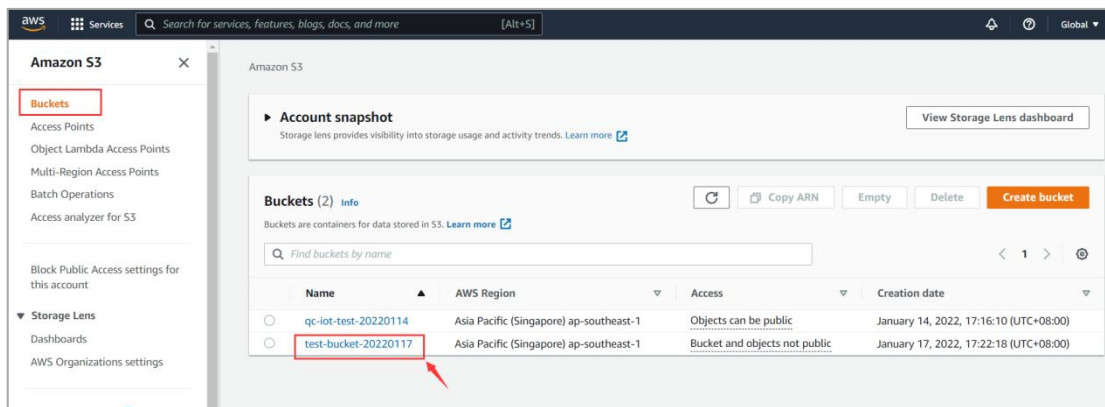 aws Services Search for services, features, blogs, docs, and more [Alt+S] Global
Amazon S3
Buckets
Access Points
Object Lambda Access Points
Multi-Region Access Points
Batch Operations
Access analyzer for S3
Block Public Access settings for
this account
Storage Lens
Dashboards
AWS Organizations settings
Amazon S3
Account snapshot
Storage lens provides visibility into storage usage and activity trends. Learn more
View Storage Lens dashboard
Buckets (2) Info
Buckets are containers for data stored in S3. Learn more
Copy ARN Empty Delete Create bucket
Find buckets by name
1
Name AWS Region Access Creation date
qc-iot-test-20220114 Asia Pacific (Singapore) ap-southeast-1 Objects can be public January 14, 2022, 17:16:10 (UTC+08:00)
test-bucket-20220117 Asia Pacific (Singapore) ap-southeast-1 Bucket and objects not public January 17, 2022, 17:22:18 (UTC+08:00)